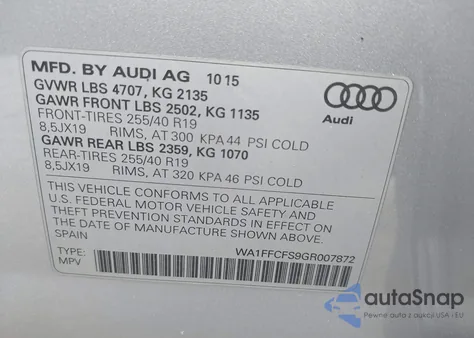 MFD. BY AUDI AG 10 15
GVWR LBS 4707, KG 2135
GAWR FRONT LBS 2502, KG 1135
FRONT-TIRES 255/40 R19
8,5JX19 RIMS, AT 300 KPA 44 PSI COLD
GAWR REAR LBS 2359, KG 1070
REAR-TIRES 255/40 R19
8,5JX19 RIMS, AT 320 KPA 46 PSI COLD
Audi
THIS VEHICLE CONFORMS TO ALL APPLICABLE
U.S. FEDERAL MOTOR VEHICLE SAFETY AND
THEFT PREVENTION STANDARDS IN EFFECT ON
THE DATE OF MANUFACTURE SHOWN ABOVE.
SPAIN
TYPE: WA1FFCFS9GR007872
MPV
autaSnap
Pewne auta z USA i EU